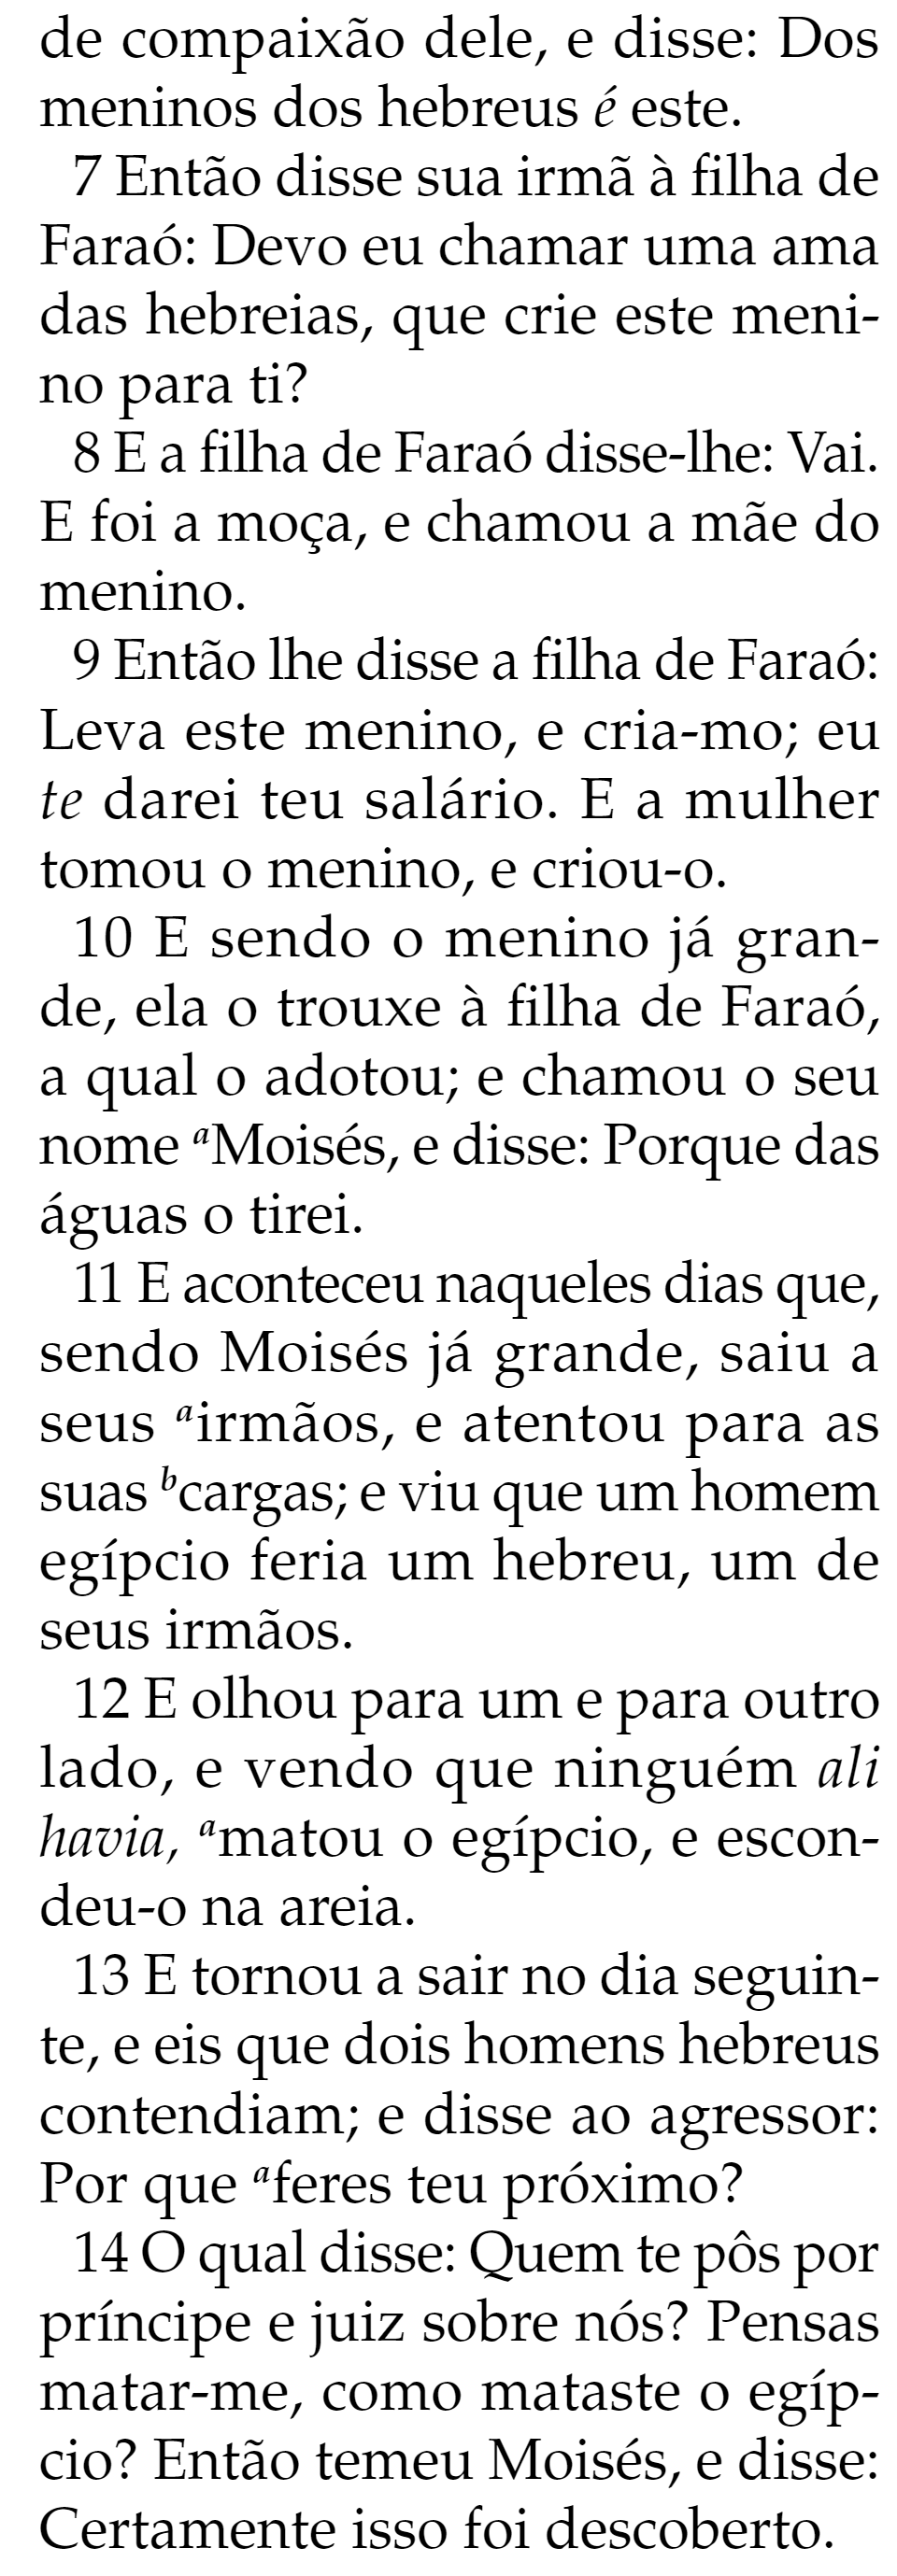 de compaixão dele, e disse: Dos
meninos dos hebreus é este.
7 Então disse sua irmã à filha de
Faraó: Devo eu chamar uma ama
das hebreias, que crie este meni-
no para ti?
8 E a filha de Faraó disse-lhe: Vai.
E foi a moça, e chamou a mãe do
menino.
9 Então lhe disse a filha de Faraó:
Leva este menino, e cria-mo; eu
te darei teu salário. E a mulher
tomou o menino, e criou-o.
10 E sendo o menino já gran-
de, ela o trouxe à filha de Faraó,
a qual o adotou; e chamou o seu
nome ᵃMoisés, e disse: Porque das
águas o tirei.
11 E aconteceu naqueles dias que,
sendo Moisés já grande, saiu a
seus ᵃirmãos, e atentou para as
suas ᵇcargas; e viu que um homem
egípcio feria um hebreu, um de
seus irmãos.
12 E olhou para um e para outro
lado, e vendo que ninguém ali
havia, ᵃmatou o egípcio, e escon-
deu-o na areia.
13 E tornou a sair no dia seguin-
te, e eis que dois homens hebreus
contendiam; e disse ao agressor:
Por que ᵃferes teu próximo?
14 O qual disse: Quem te pôs por
príncipe e juiz sobre nós? Pensas
matar-me, como mataste o egíp-
cio? Então temeu Moisés, e disse:
Certamente isso foi descoberto.